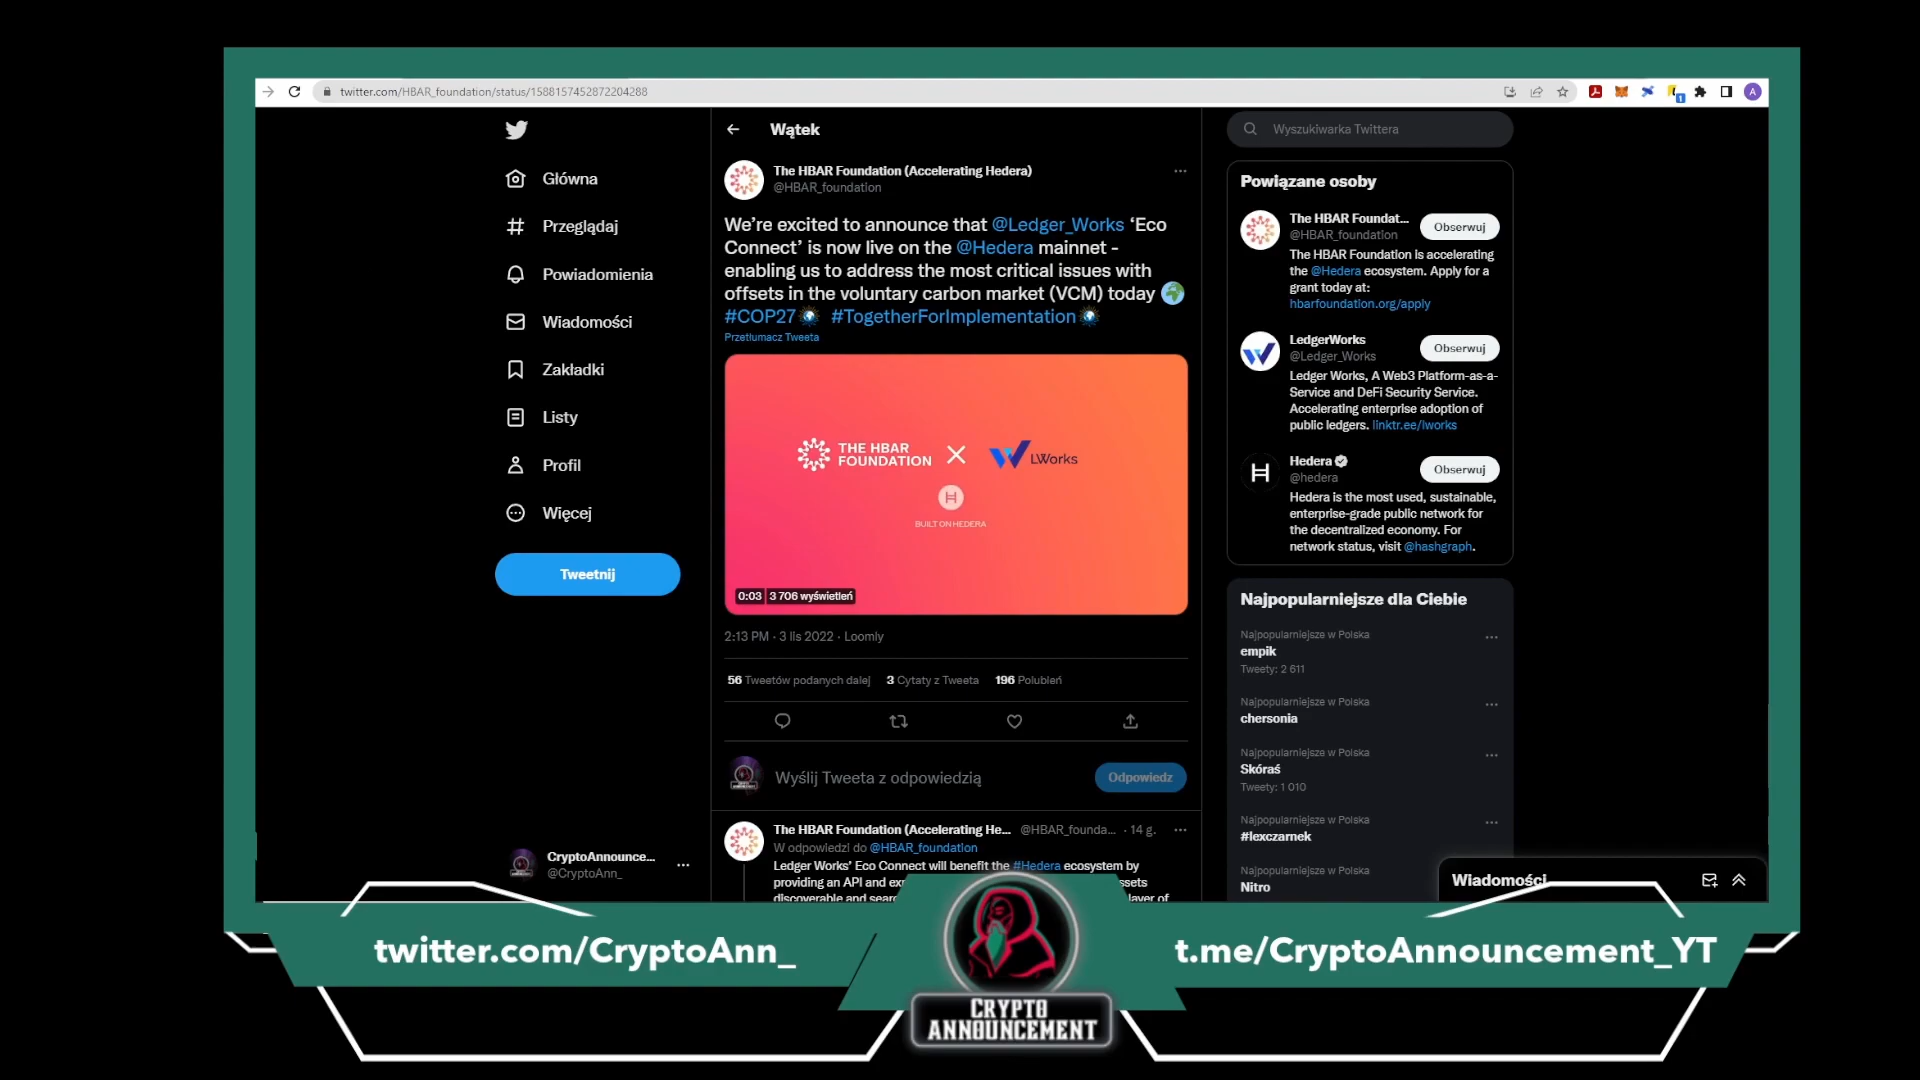 twitter.com/HBAR_foundation/status/1588157452872204288
A
1
Główna
Przeglądaj
Powiadomienia
Wiadomości
Zakładki
Listy
Profil
Więcej
Tweetnij
CryptoAnnounce...
@CryptoAnn_
Wątek
The HBAR Foundation (Accelerating Hedera)
@HBAR_foundation
We're excited to announce that @Ledger_Works 'Eco
Connect' is now live on the @Hedera mainnet -
enabling us to address the most critical issues with
offsets in the voluntary carbon market (VCM) today
#COP27 #TogetherForImplementation
Przetłumacz Tweeta
THE HBAR
FOUNDATION
LWorks
BUILT ON HEDERA
0:03 3 706 wyświetleń
2:13 PM · 3 lis 2022 · Loomly
56 Tweetów podanych dalej 3 Cytaty z Tweeta 196 Polubień
Wyślij Tweeta z odpowiedzią
Odpowiedz
The HBAR Foundation (Accelerating He... @HBAR_founda... · 14 g.
W odpowiedzi do @HBAR_foundation
Ledger Works' Eco Connect will benefit the #Hedera ecosystem by
providing an API and
discoverable and layer of
Wyszukiwarka Twittera
Powiązane osoby
The HBAR Foundat...
@HBAR_foundation
Obserwuj
The HBAR Foundation is accelerating
the @Hedera ecosystem. Apply for a
grant today at:
hbarfoundation.org/apply
LedgerWorks
@Ledger_Works
Obserwuj
Ledger Works, A Web3 Platform-as-a-
Service and DeFi Security Service.
Accelerating enterprise adoption of
public ledgers. linktr.ee/lworks
Hedera
@hedera
Obserwuj
Hedera is the most used, sustainable,
enterprise-grade public network for
the decentralized economy. For
network status, visit @hashgraph.
Najpopularniejsze dla Ciebie
Najpopularniejsze w Polska
empik
Tweety: 2 611
Najpopularniejsze w Polska
chersonia
Najpopularniejsze w Polska
Skóraś
Tweety: 1 010
Najpopularniejsze w Polska
#lexczarnek
Najpopularniejsze w Polska
Nitro
Wiadomości
twitter.com/CryptoAnn_
CRYPTO
ANNOUNCEMENT
t.me/CryptoAnnouncement_YT